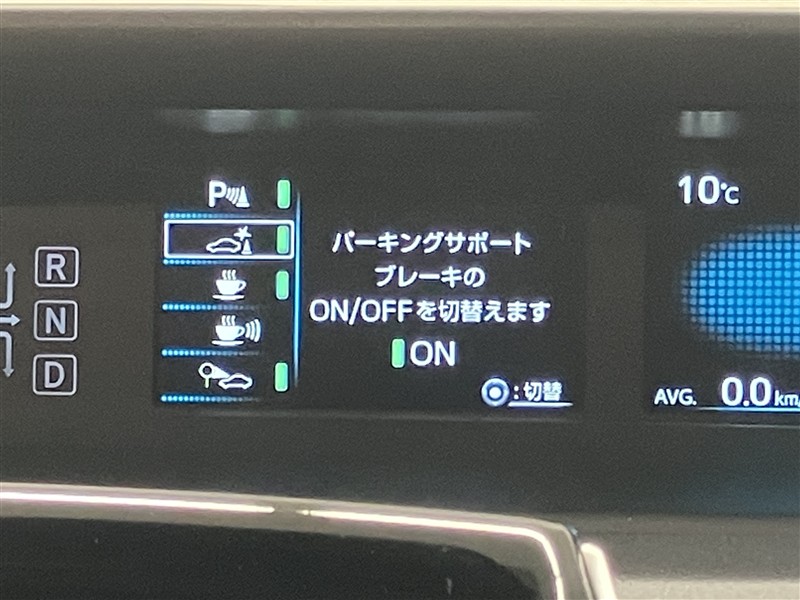 P
パーキングサポート
ブレーキの
ON/OFFを切替えます
ON
:切替
R
N
D
10℃
AVG. 0.0 km/